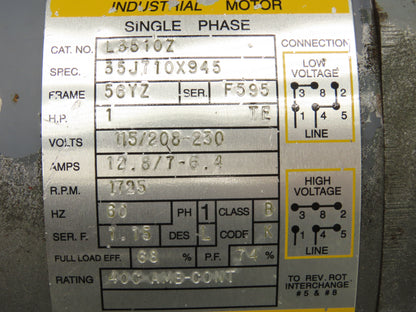 INDUSTRIAL MOTOR
SINGLE PHASE
CAT. NO. L3510Z
SPEC. 35J710X945
FRAME 56YZ SER. F595
H.P. 1 TE
VOLTS 115/208-230
AMPS 12.8/7-6.4
R.P.M. 1725
HZ 60 PH 1 CLASS B
SER. F. 1.15 DES L CODE K
FULL LOAD EFF. 68 % P.F. 74 %
RATING 40C AMB-CONT
CONNECTION
LOW
VOLTAGE
3 8 2
1 4 5
LINE
HIGH
VOLTAGE
3 8 2
1 4 5
LINE
TO REV. ROT.
INTERCHANGE
#5 & #8